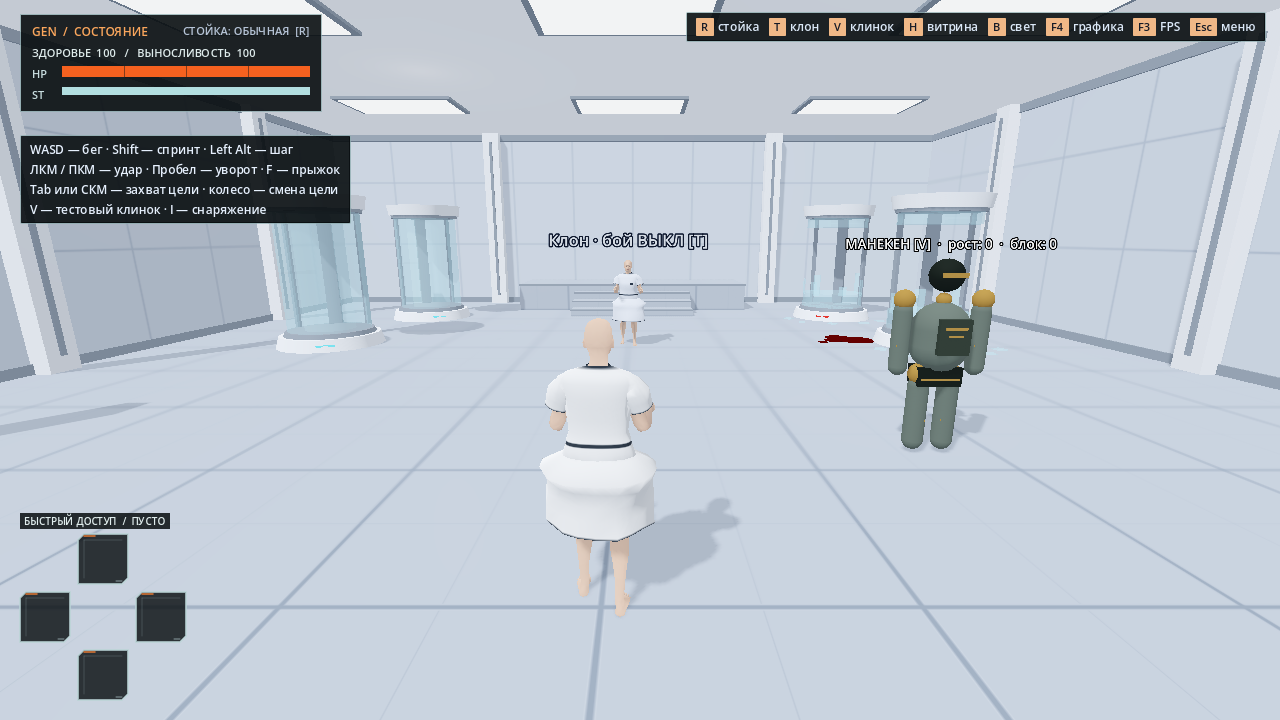 GEN / СОСТОЯНИЕ СТОЙКА: ОБЫЧНАЯ [R]
ЗДОРОВЬЕ 100 / ВЫНОСЛИВОСТЬ 100
HP
ST
R стойка T клон V клинок H витрина B свет F4 графика F3 FPS Esc меню
WASD — бег · Shift — спринт · Left Alt — шаг
ЛКМ / ПКМ — удар · Пробел — уворот · F — прыжок
Tab или СКМ — захват цели · колесо — смена цели
V — тестовый клинок · I — снаряжение
Клон · бой ВЫКЛ [T]
МАНЕКЕН [V] · рост: 0 · блок: 0
БЫСТРЫЙ ДОСТУП / ПУСТО